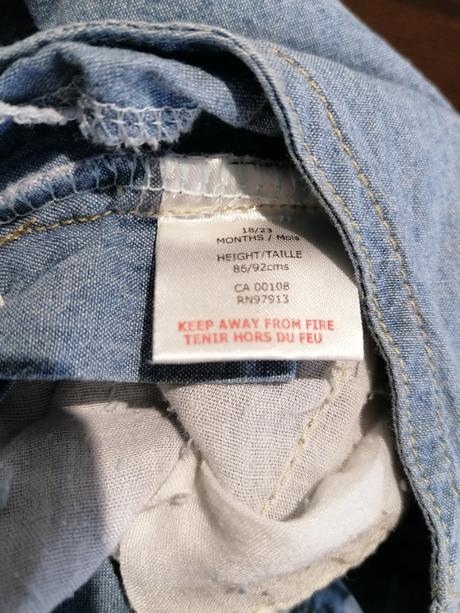 18/23
MONTHS / Mois
HEIGHT/TAILLE
86/92cms
CA 00108
RN97913
KEEP AWAY FROM FIRE
TENIR HORS DU FEU